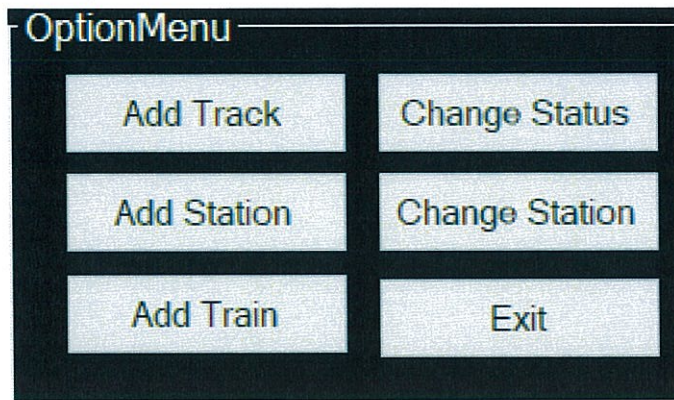 OptionMenu
Add Track
Change Status
Add Station
Change Station
Add Train
Exit